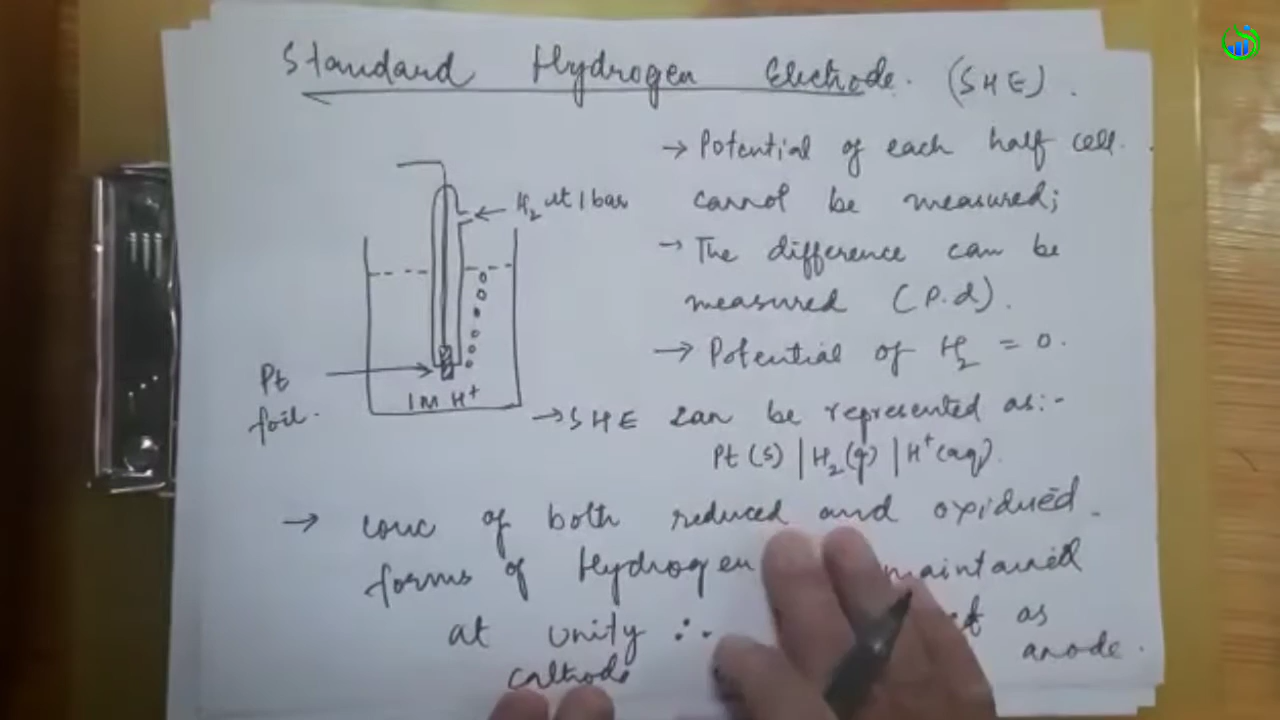 Standard Hydrogen Electrode. (SHE).
→ Potential of each half cell.
cannot be measured;
→ The difference can be
measured (P.d).
→ Potential of H₂ = 0.
H₂ at 1 bar
Pt
foil.
1M H⁺
→ SHE can be represented as:-
Pt (s) | H₂(g) | H⁺(aq).
→ conc of both reduced and oxidised
forms of Hydrogen maintained
at unity ∴ as
cathode anode.